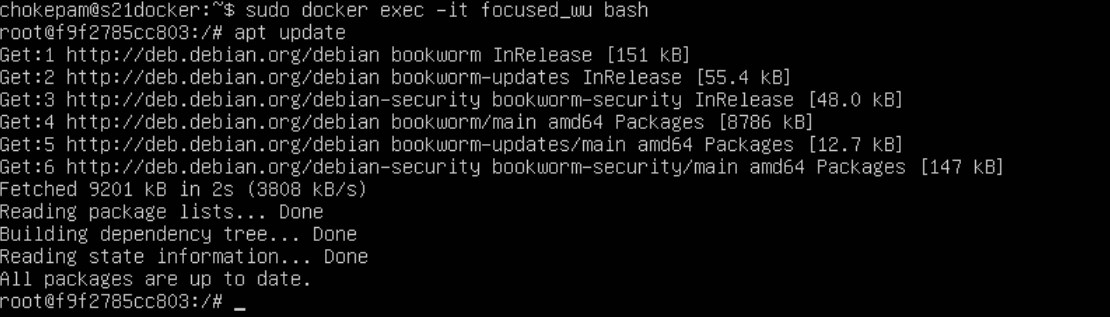 chokepam@s21docker:~$ sudo docker exec -it focused_wu bash
root@f9f2785cc803:/# apt update
Get:1 http://deb.debian.org/debian bookworm InRelease [151 kB]
Get:2 http://deb.debian.org/debian bookworm-updates InRelease [55.4 kB]
Get:3 http://deb.debian.org/debian-security bookworm-security InRelease [48.0 kB]
Get:4 http://deb.debian.org/debian bookworm/main amd64 Packages [8786 kB]
Get:5 http://deb.debian.org/debian bookworm-updates/main amd64 Packages [12.7 kB]
Get:6 http://deb.debian.org/debian-security bookworm-security/main amd64 Packages [147 kB]
Fetched 9201 kB in 2s (3808 kB/s)
Reading package lists... Done
Building dependency tree... Done
Reading state information... Done
All packages are up to date.
root@f9f2785cc803:/# _